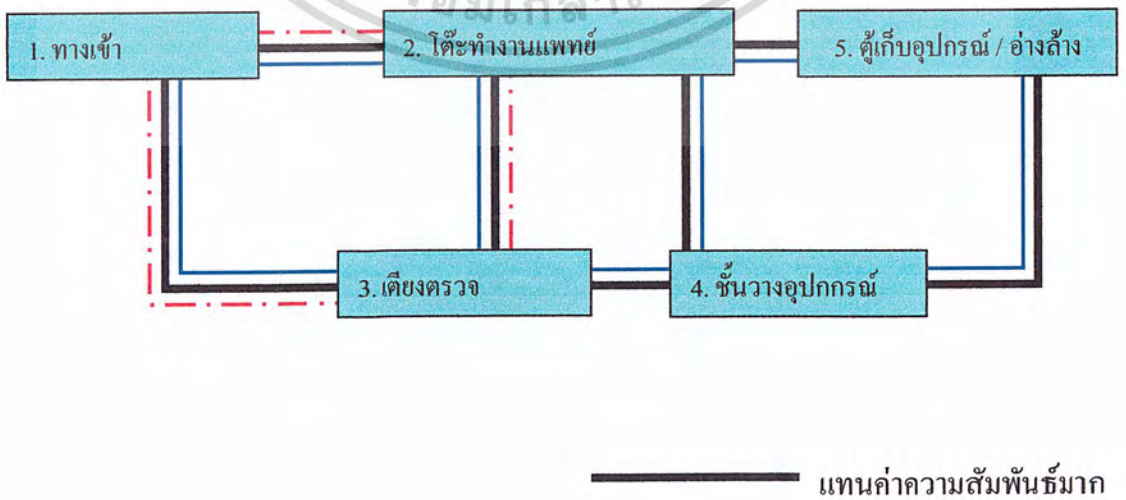 1. ทางเข้า
2. โต๊ะทำงานแพทย์
5. ตู้เก็บอุปกรณ์ / อ่างล้าง
3. เตียงตรวจ
4. ชั้นวางอุปกกรณ์
แทนค่าความสัมพันธ์มาก